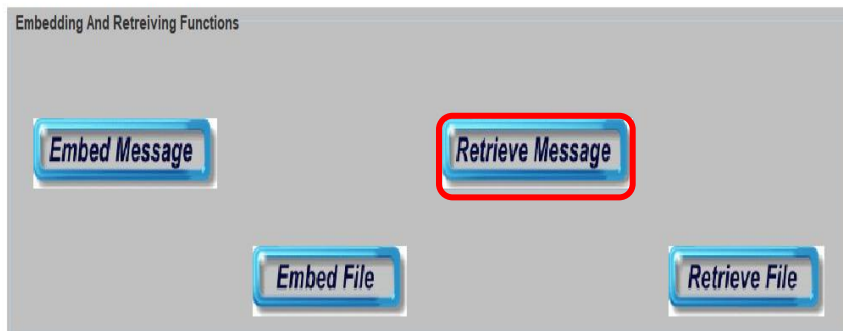 Embedding And Retreiving Functions
Embed Message
Retrieve Message
Embed File
Retrieve File